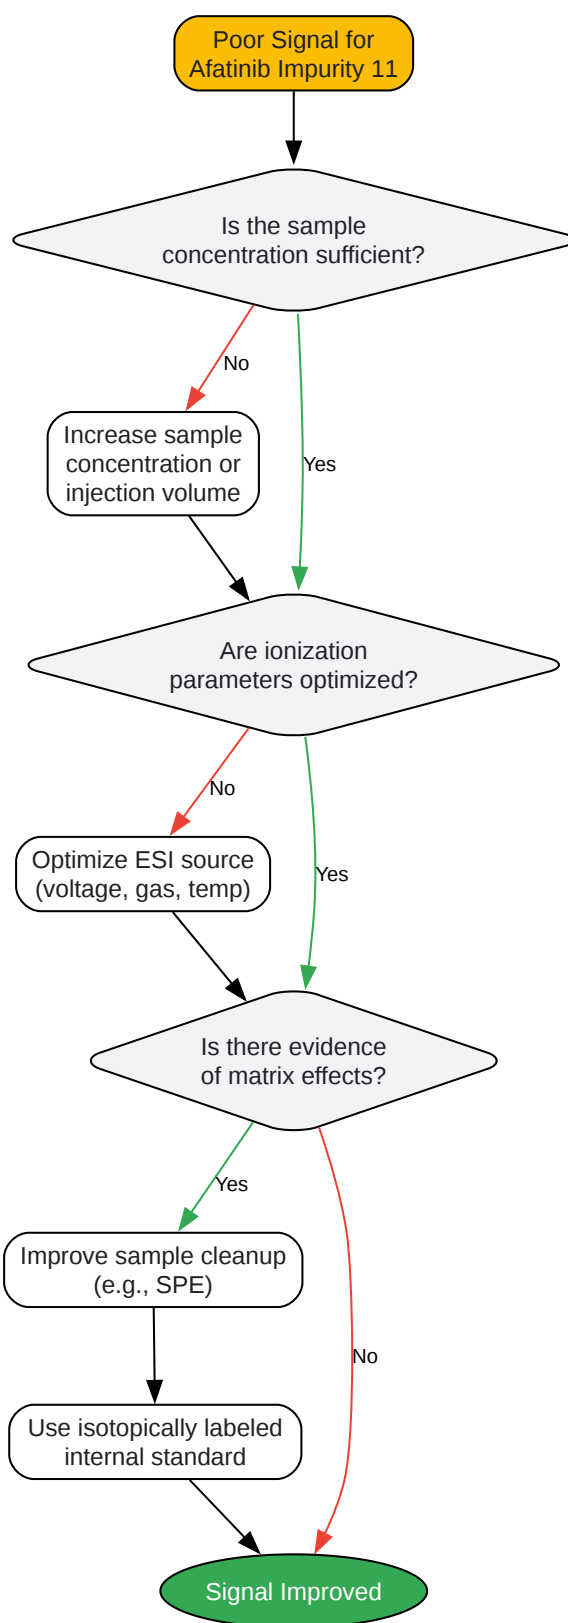 Poor Signal for
Afatinib Impurity 11
Is the sample
concentration sufficient?
No
Yes
Increase sample
concentration or
injection volume
Are ionization
parameters optimized?
No
Yes
Optimize ESI source
(voltage, gas, temp)
Is there evidence
of matrix effects?
Yes
No
Improve sample cleanup
(e.g., SPE)
Use isotopically labeled
internal standard
Signal Improved